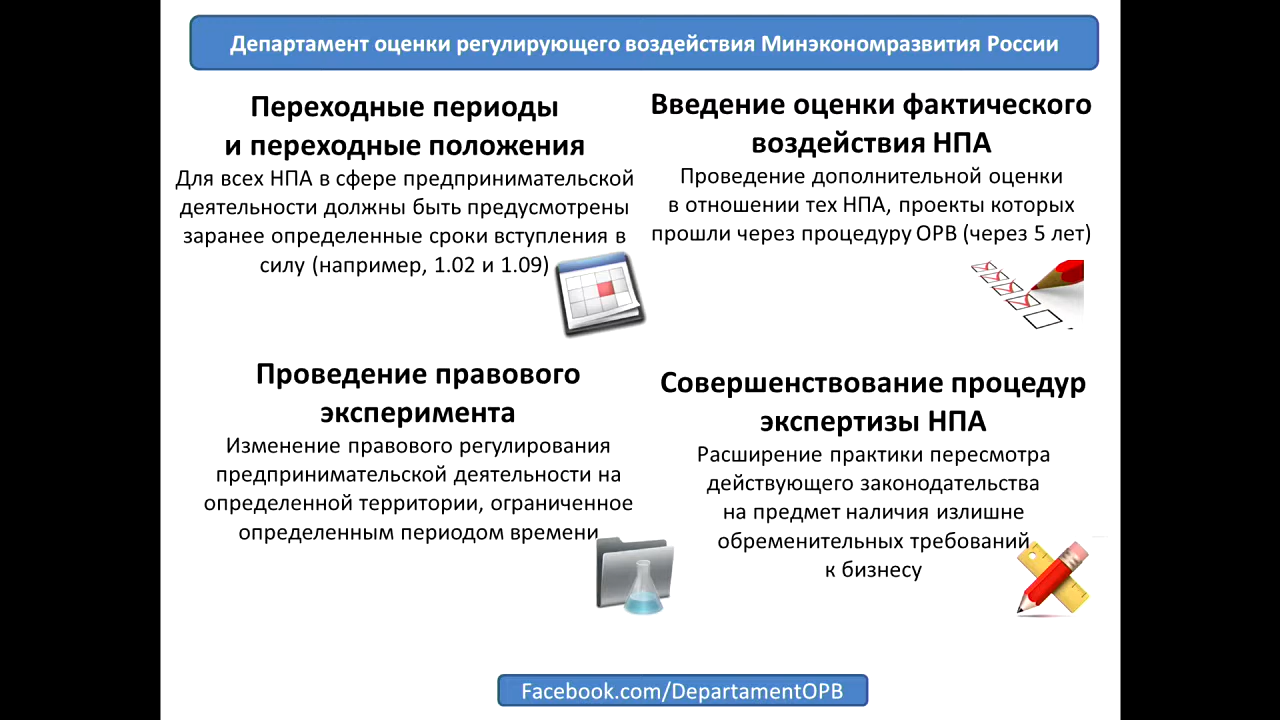 Департамент оценки регулирующего воздействия Минэкономразвития России
Переходные периоды
и переходные положения
Для всех НПА в сфере предпринимательской
деятельности должны быть предусмотрены
заранее определенные сроки вступления в
силу (например, 1.02 и 1.09)
Введение оценки фактического
воздействия НПА
Проведение дополнительной оценки
в отношении тех НПА, проекты которых
прошли через процедуру ОРВ (через 5 лет)
Проведение правового
эксперимента
Изменение правового регулирования
предпринимательской деятельности на
определенной территории, ограниченное
определенным периодом времени
Совершенствование процедур
экспертизы НПА
Расширение практики пересмотра
действующего законодательства
на предмет наличия излишне
обременительных требований
к бизнесу
Facebook.com/DepartamentОРВ